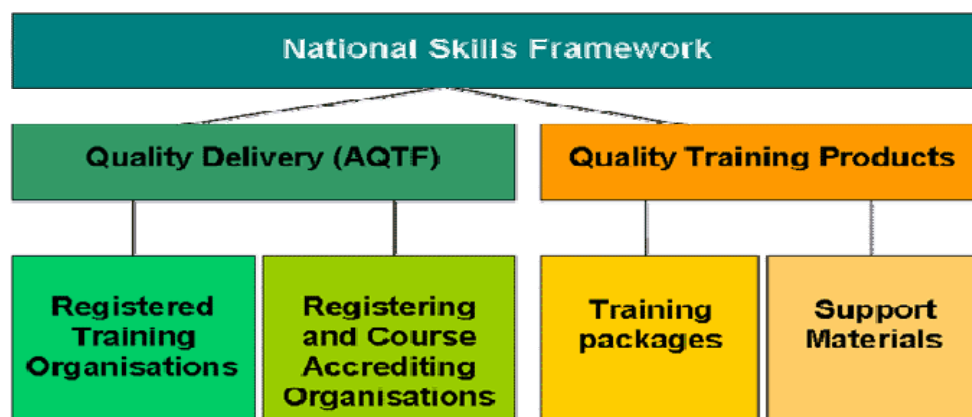 National Skills Framework
Quality Delivery (AQTF)
Quality Training Products
Registered
Training
Organisations
Registering
and Course
Accrediting
Organisations
Training
packages
Support
Materials